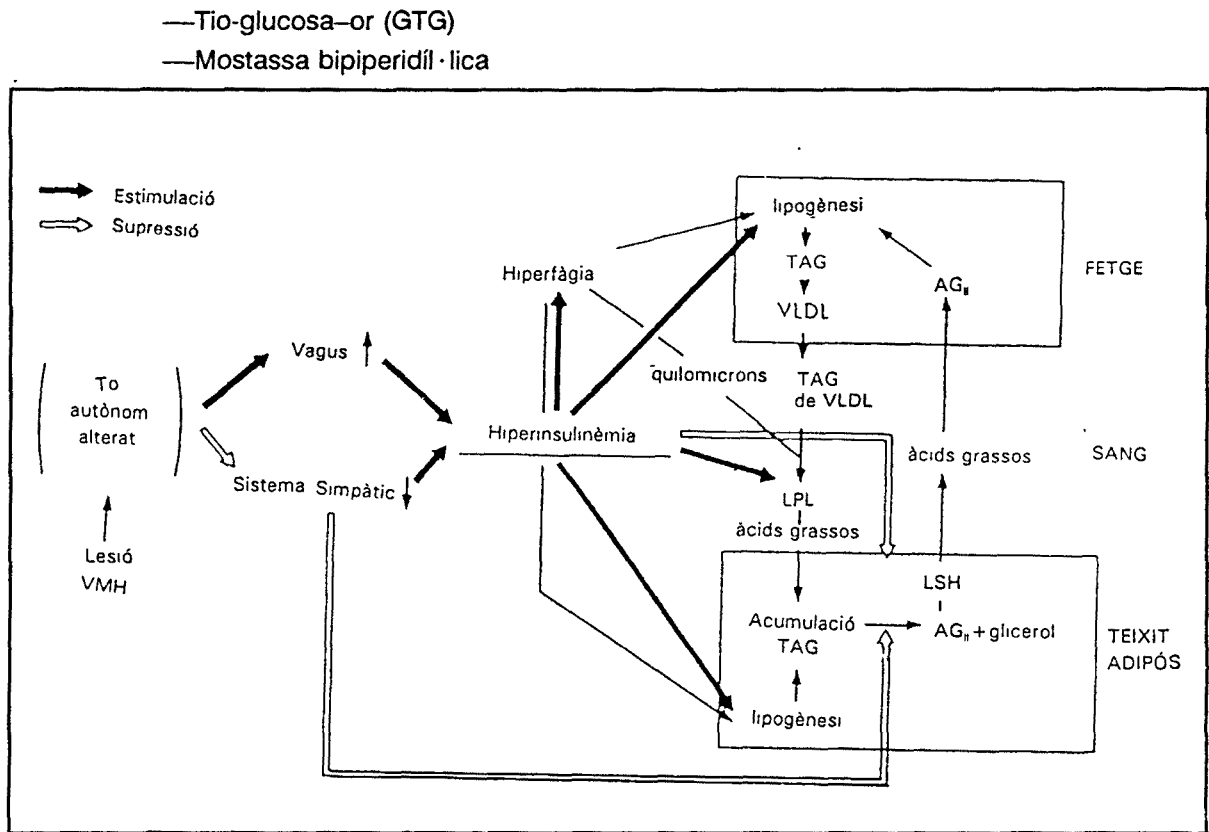 —Tio-glucosa–or (GTG)
—Mostassa bipiperidíl·lica
Estimulació
Supressió
To
autònom
alterat
Lesió
VMH
Vagus
Sistema Simpàtic
Hiperfàgia
Hiperinsulinèmia
quilomicrons
lipogènesi
TAG
VLDL
AG
FETGE
TAG
de VLDL
LPL
àcids grassos
àcids grassos
SANG
LSH
Acumulació
TAG
AG + glicerol
lipogènesi
TEIXIT
ADIPÓS